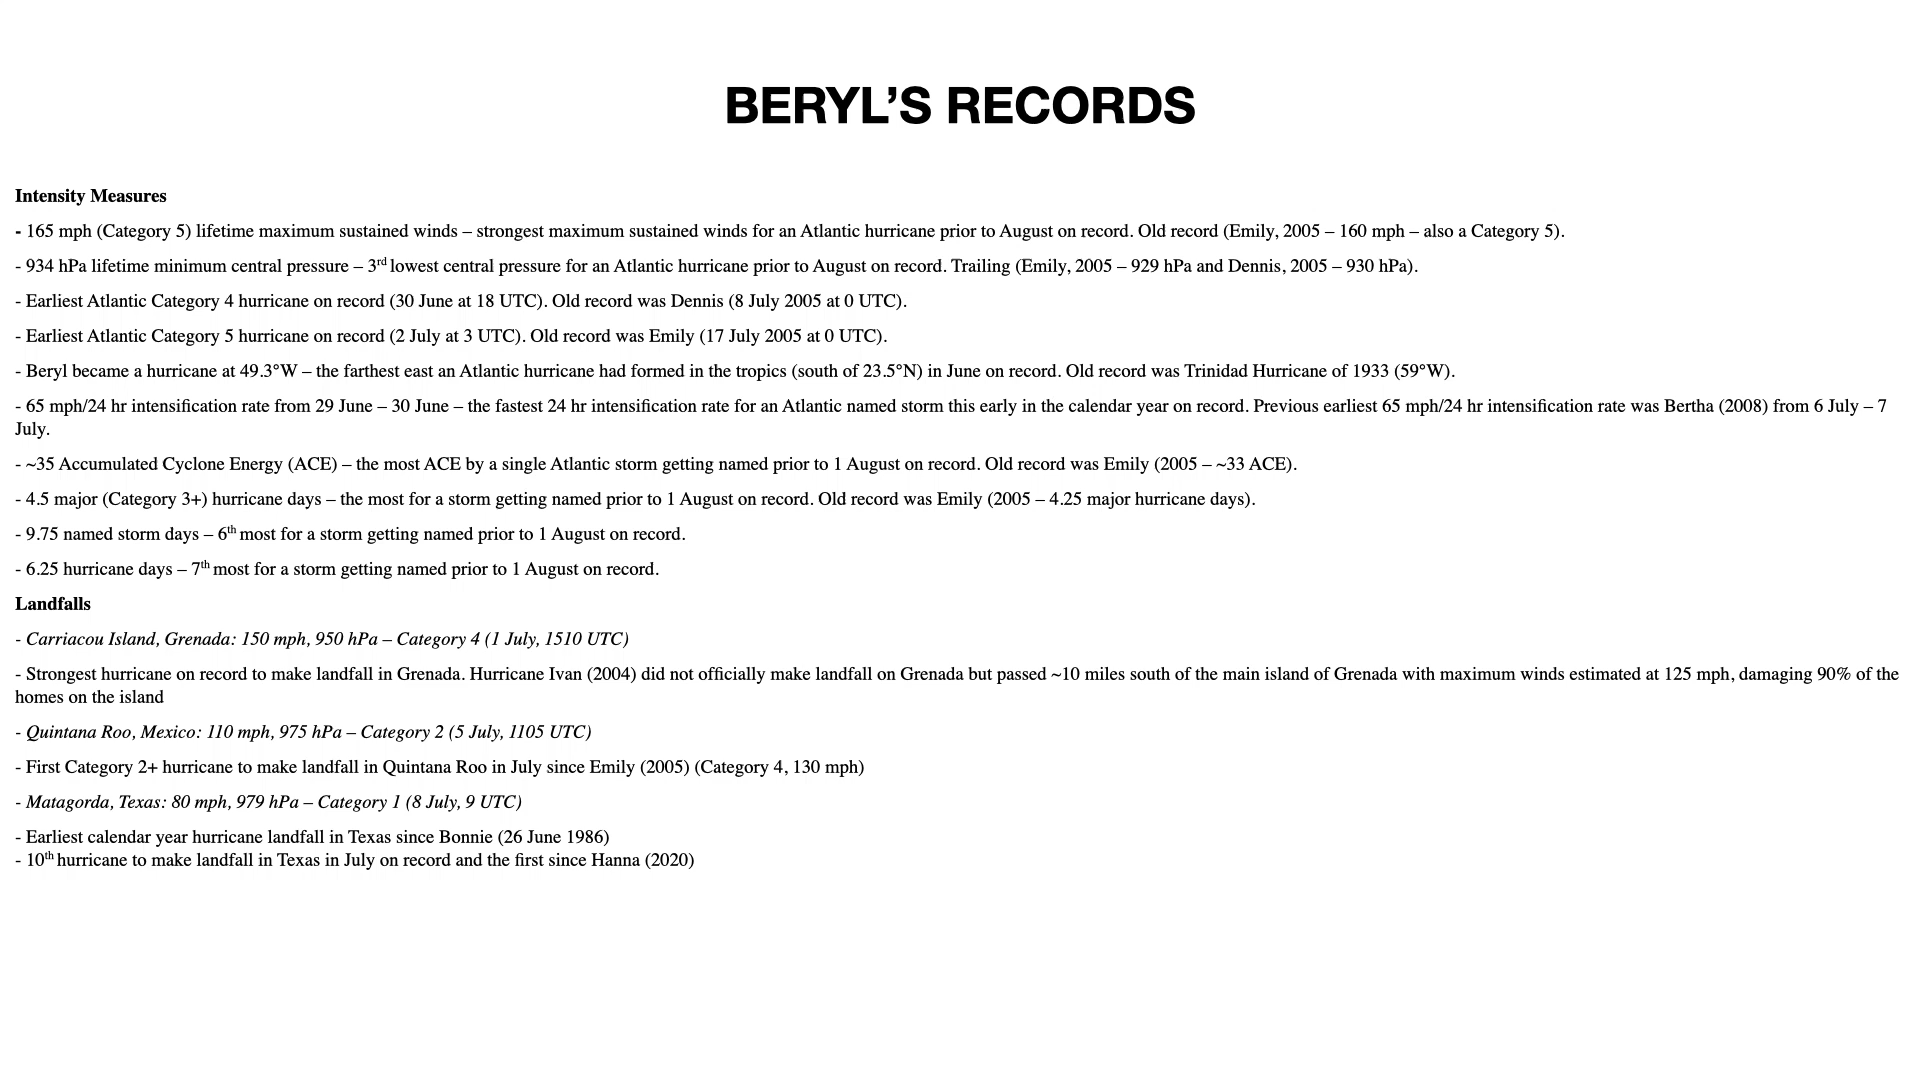 BERYL’S RECORDS
Intensity Measures
- 165 mph (Category 5) lifetime maximum sustained winds – strongest maximum sustained winds for an Atlantic hurricane prior to August on record. Old record (Emily, 2005 – 160 mph – also a Category 5).
- 934 hPa lifetime minimum central pressure – 3rd lowest central pressure for an Atlantic hurricane prior to August on record. Trailing (Emily, 2005 – 929 hPa and Dennis, 2005 – 930 hPa).
- Earliest Atlantic Category 4 hurricane on record (30 June at 18 UTC). Old record was Dennis (8 July 2005 at 0 UTC).
- Earliest Atlantic Category 5 hurricane on record (2 July at 3 UTC). Old record was Emily (17 July 2005 at 0 UTC).
- Beryl became a hurricane at 49.3°W – the farthest east an Atlantic hurricane had formed in the tropics (south of 23.5°N) in June on record. Old record was Trinidad Hurricane of 1933 (59°W).
- 65 mph/24 hr intensification rate from 29 June – 30 June – the fastest 24 hr intensification rate for an Atlantic named storm this early in the calendar year on record. Previous earliest 65 mph/24 hr intensification rate was Bertha (2008) from 6 July – 7
July.
- ~35 Accumulated Cyclone Energy (ACE) – the most ACE by a single Atlantic storm getting named prior to 1 August on record. Old record was Emily (2005 – ~33 ACE).
- 4.5 major (Category 3+) hurricane days – the most for a storm getting named prior to 1 August on record. Old record was Emily (2005 – 4.25 major hurricane days).
- 9.75 named storm days – 6th most for a storm getting named prior to 1 August on record.
- 6.25 hurricane days – 7th most for a storm getting named prior to 1 August on record.
Landfalls
- Carriacou Island, Grenada: 150 mph, 950 hPa – Category 4 (1 July, 1510 UTC)
- Strongest hurricane on record to make landfall in Grenada. Hurricane Ivan (2004) did not officially make landfall on Grenada but passed ~10 miles south of the main island of Grenada with maximum winds estimated at 125 mph, damaging 90% of the
homes on the island
- Quintana Roo, Mexico: 110 mph, 975 hPa – Category 2 (5 July, 1105 UTC)
- First Category 2+ hurricane to make landfall in Quintana Roo in July since Emily (2005) (Category 4, 130 mph)
- Matagorda, Texas: 80 mph, 979 hPa – Category 1 (8 July, 9 UTC)
- Earliest calendar year hurricane landfall in Texas since Bonnie (26 June 1986)
- 10th hurricane to make landfall in Texas in July on record and the first since Hanna (2020)